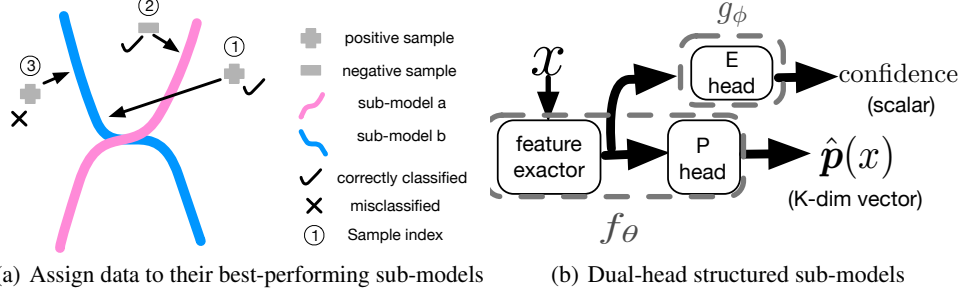 ②
①
③
positive sample
negative sample
sub-model a
sub-model b
correctly classified
misclassified
① Sample index
a) Assign data to their best-performing sub-models
x
feature
exactor
g_ϕ
E
head
confidence
(scalar)
P
head
p̂(x)
(K-dim vector)
f_θ
(b) Dual-head structured sub-models